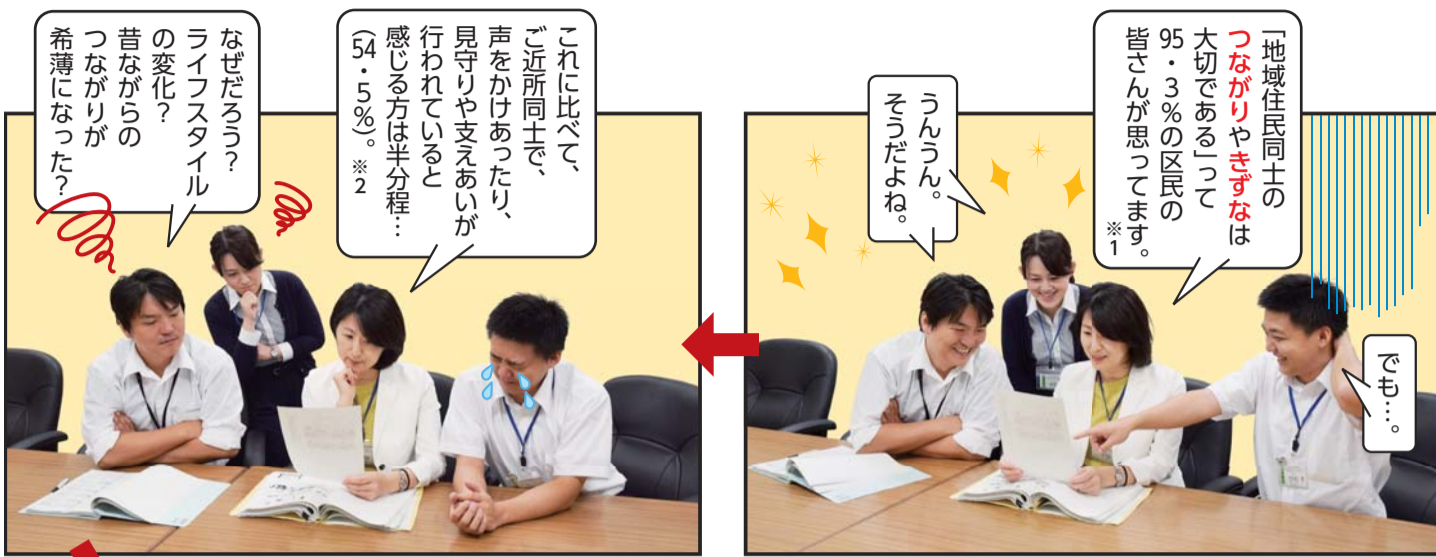 「地域住民同士の
つながりやきずなは
大切である」って
95・3％の区民の
皆さんが思ってます。
※1
うんうん。
そうだよね。
でも…。
これに比べて、
ご近所同士で、
声をかけあったり、
見守りや支えあいが
行われていると
感じる方は半分程…
(54・5％)。
※2
なぜだろう？
ライフスタイル
の変化？
昔ながらの
つながりが
希薄になった？